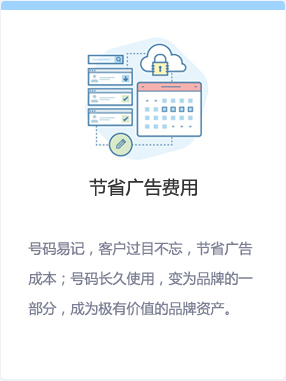 节省广告费用
号码易记，客户过目不忘，节省广告
成本；号码长久使用，变为品牌的一
部分，成为极有价值的品牌资产。